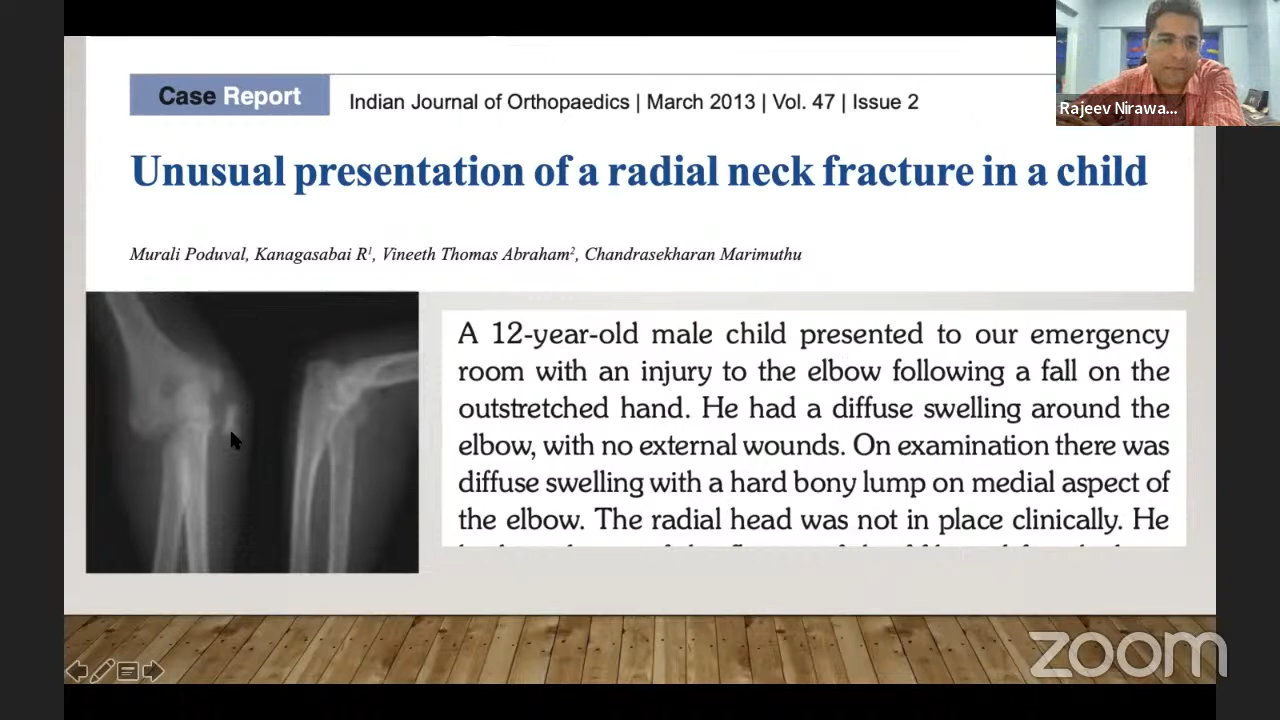 Case Report
Indian Journal of Orthopaedics | March 2013 | Vol. 47 | Issue 2
Rajeev Nirawa...
Unusual presentation of a radial neck fracture in a child
Murali Poduval, Kanagasabai R¹, Vineeth Thomas Abraham², Chandrasekharan Marimuthu
A 12-year-old male child presented to our emergency
room with an injury to the elbow following a fall on the
outstretched hand. He had a diffuse swelling around the
elbow, with no external wounds. On examination there was
diffuse swelling with a hard bony lump on medial aspect of
the elbow. The radial head was not in place clinically. He
zoom